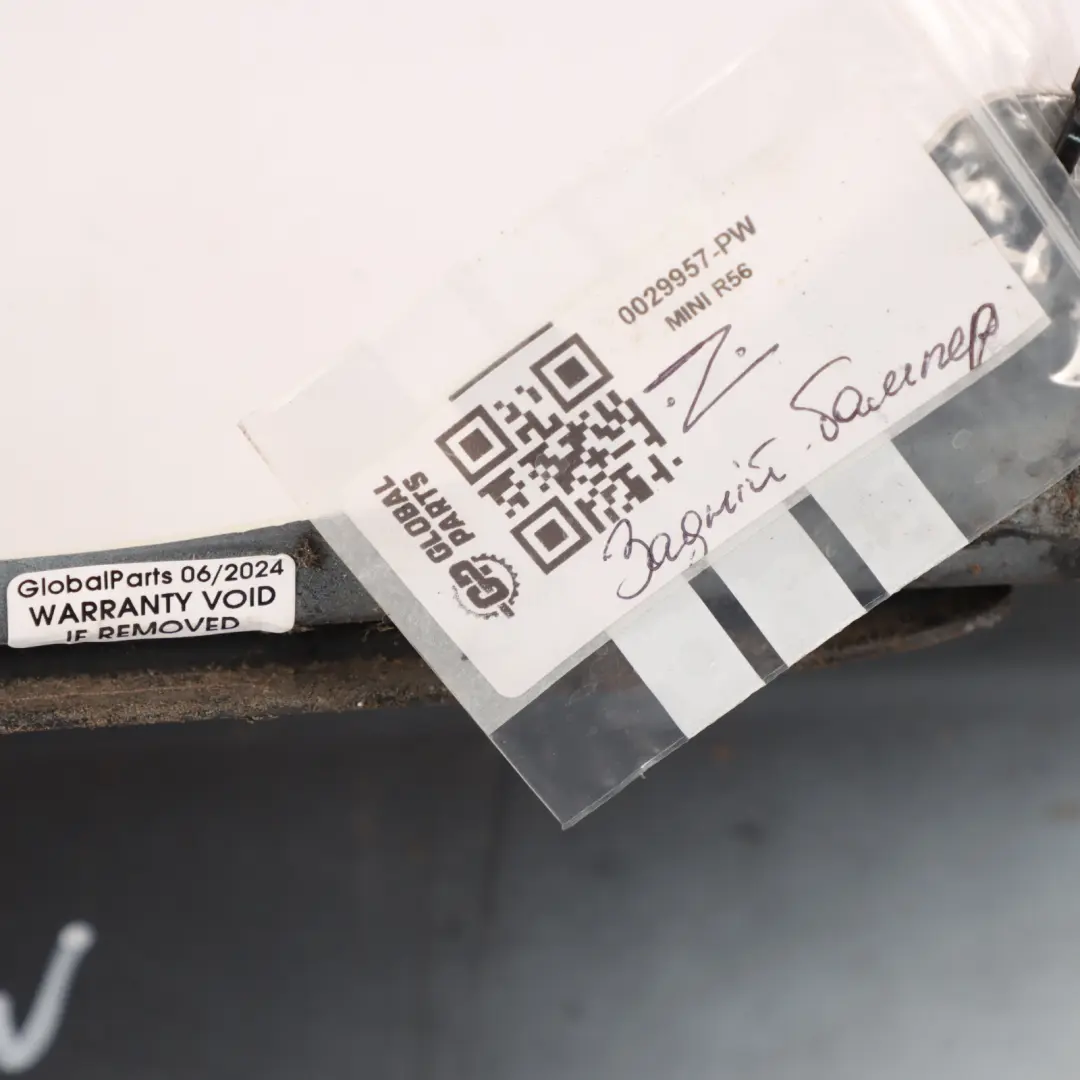 0029957-PW
MINI R56
.Z.
Задній бампер
GLOBAL
PARTS
GlobalParts 06/2024
WARRANTY VOID
IF REMOVED